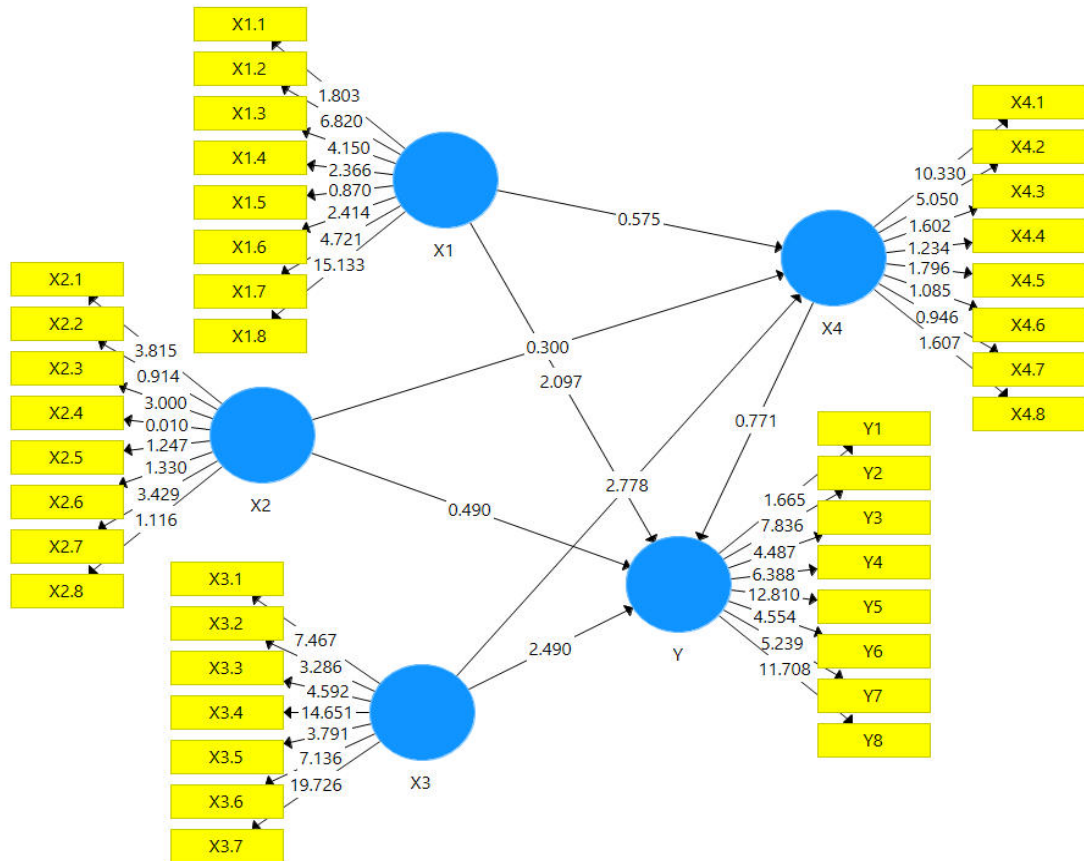 X1.1
X1.2
X1.3
X1.4
X1.5
X1.6
X1.7
X1.8
1.803
6.820
4.150
2.366
0.870
2.414
4.721
15.133
X1
X2.1
X2.2
X2.3
X2.4
X2.5
X2.6
X2.7
X2.8
3.815
0.914
3.000
0.010
1.247
1.330
3.429
1.116
X2
X3.1
X3.2
X3.3
X3.4
X3.5
X3.6
X3.7
7.467
3.286
4.592
14.651
3.791
7.136
19.726
X3
0.575
0.300
2.097
2.778
0.490
2.490
0.771
X4
10.330
5.050
1.602
1.234
1.796
1.085
0.946
1.607
X4.1
X4.2
X4.3
X4.4
X4.5
X4.6
X4.7
X4.8
Y
1.665
7.836
4.487
6.388
12.810
4.554
5.239
11.708
Y1
Y2
Y3
Y4
Y5
Y6
Y7
Y8